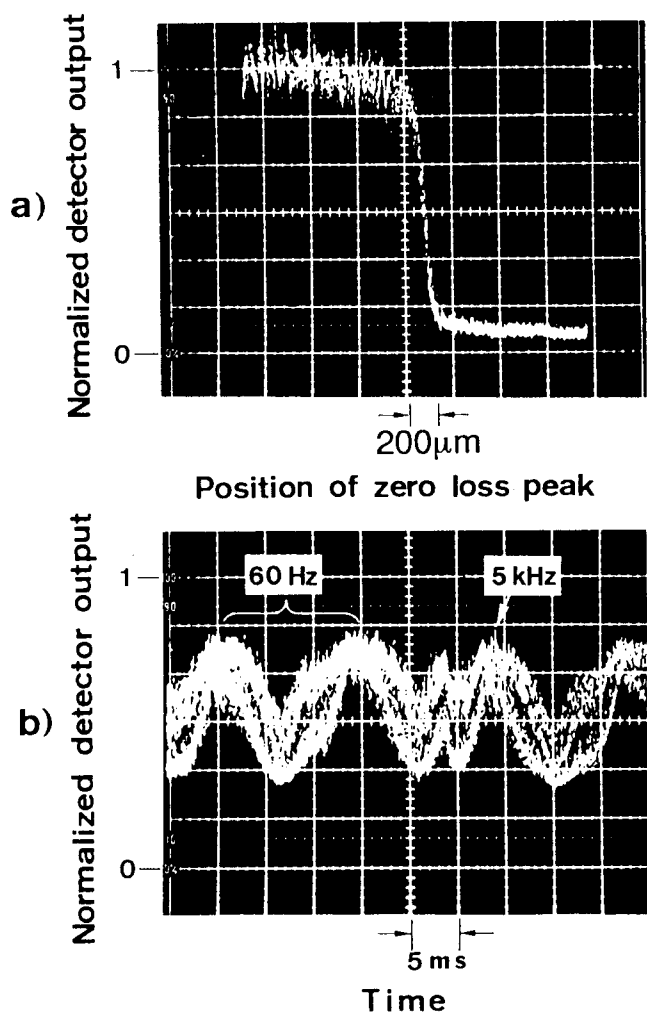 a)
Normalized detector output
1
0
200μm
Position of zero loss peak
b)
Normalized detector output
1
0
60 Hz
5 kHz
5 ms
Time